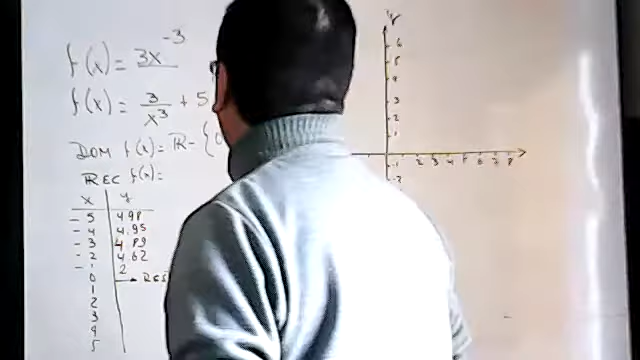 f(x) = 3x⁻³
f(x) = 3/x³ + 5
DOM f(x) = R - {0
REC f(x) =
x y
-5 4.98
-4 4.95
-3 4.89
-2 4.62
-1 2
0
1
2
3
4
5
y
6
5
4
3
2
1
-1 2 3 4 5 6 7 8
-2